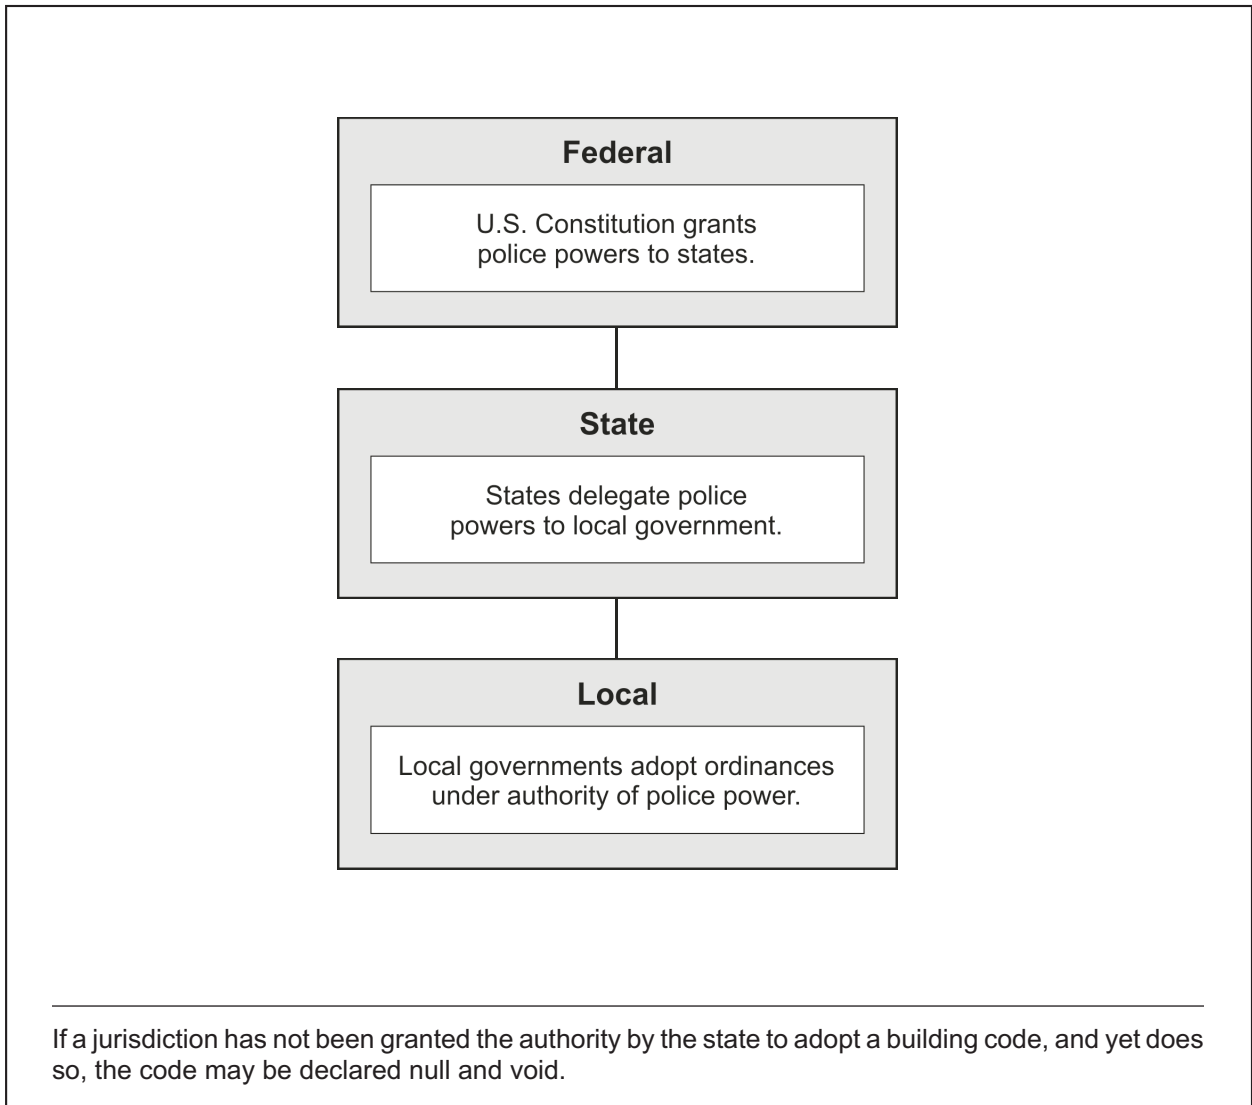 Federal
U.S. Constitution grants
police powers to states.
State
States delegate police
powers to local government.
Local
Local governments adopt ordinances
under authority of police power.
If a jurisdiction has not been granted the authority by the state to adopt a building code, and yet does
so, the code may be declared null and void.